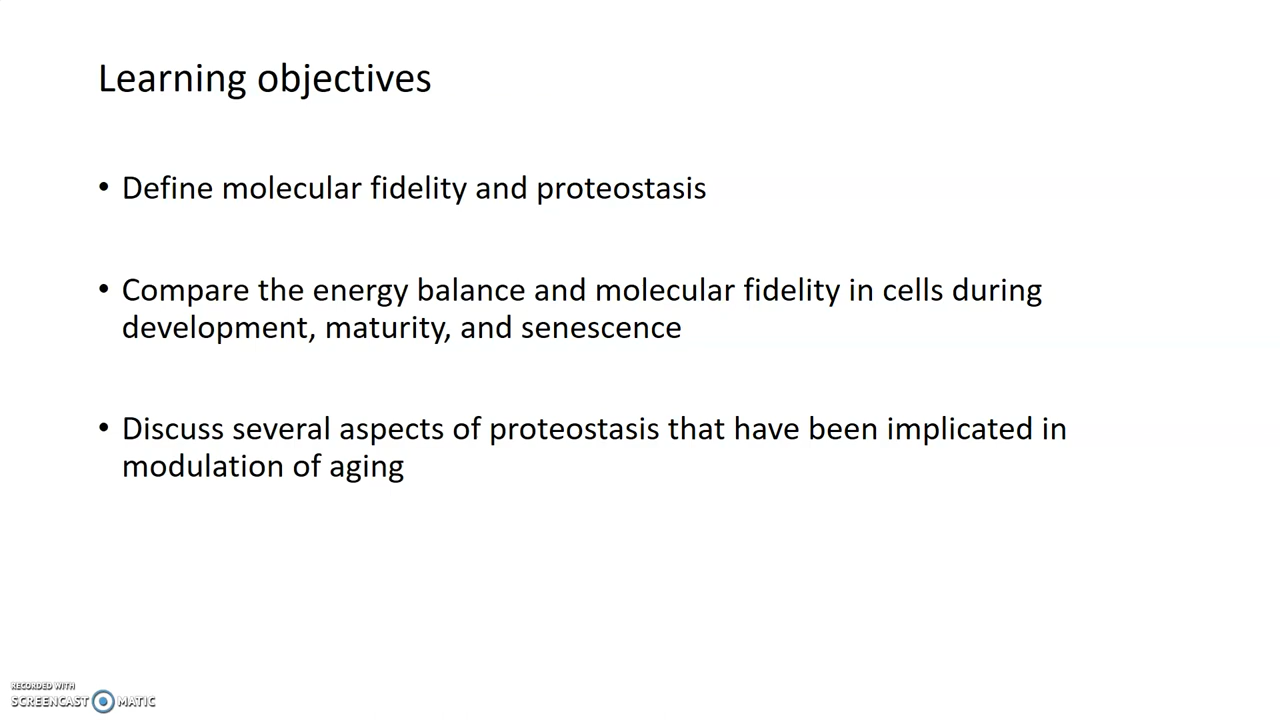 Learning objectives
• Define molecular fidelity and proteostasis
• Compare the energy balance and molecular fidelity in cells during
development, maturity, and senescence
• Discuss several aspects of proteostasis that have been implicated in
modulation of aging
RECORDED WITH
SCREENCAST MATIC